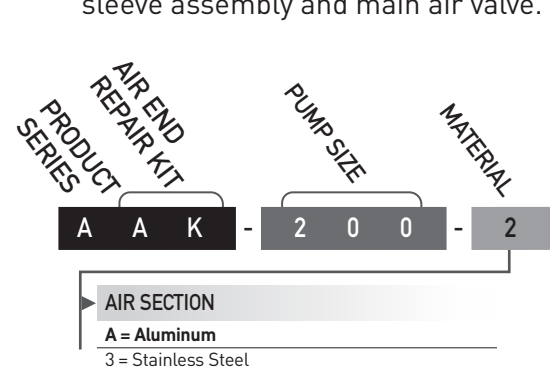 sleeve assembly and main air valve.
PRODUCT
SERIES
AIR END
REPAIR KIT
PUMP SIZE
MATERIAL
A A K - 2 0 0 - 2
AIR SECTION
A = Aluminum
3 = Stainless Steel